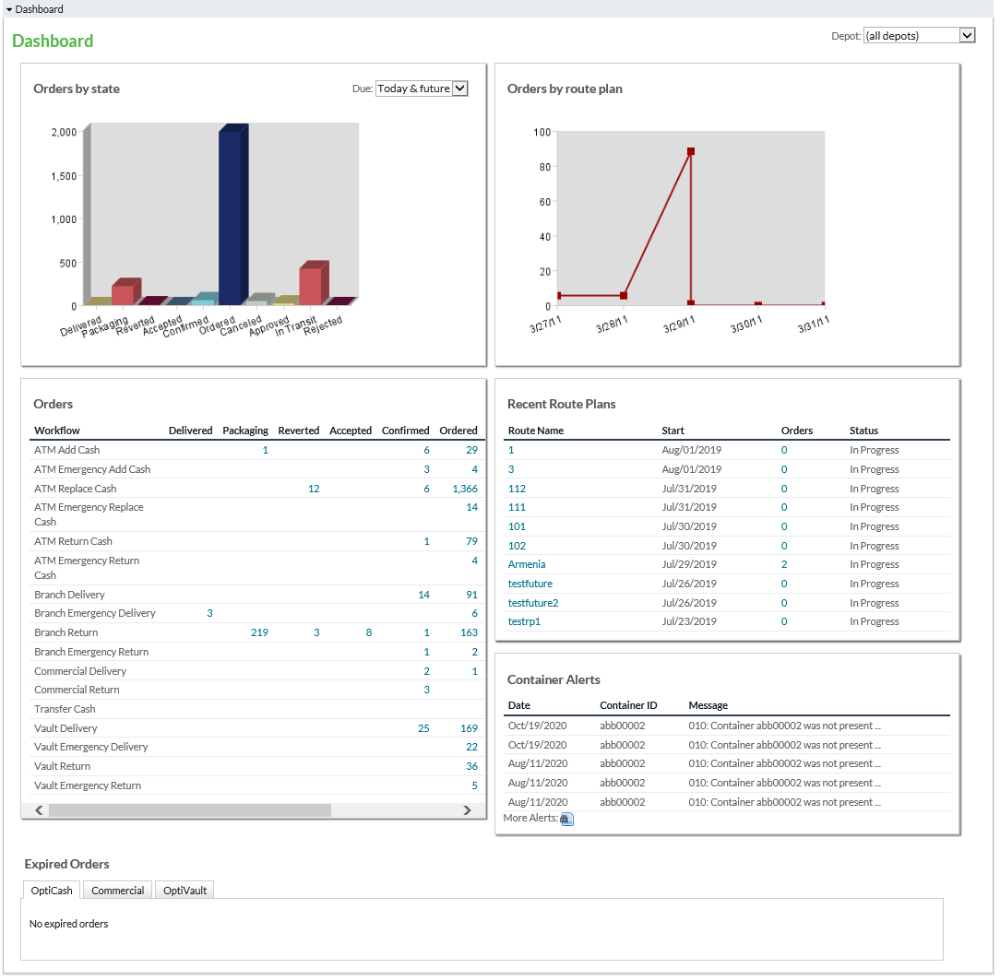 Dashboard
Dashboard
Depot: (all depots)
Orders by state
Due: Today & future
2,000
1,500
1,000
500
0
Delivered
Packaging
Reverted
Accepted
Confirmed
Ordered
Canceled
Approved
In Transit
Rejected
Orders by route plan
100
80
60
40
20
0
3/27/11
3/28/11
3/29/11
3/30/11
3/31/11
Orders
Workflow Delivered Packaging Reverted Accepted Confirmed Ordered
ATM Add Cash 1 6 29
ATM Emergency Add Cash 3 4
ATM Replace Cash 12 6 1,366
ATM Emergency Replace
Cash 14
ATM Return Cash 1 79
ATM Emergency Return
Cash 4
Branch Delivery 14 91
Branch Emergency Delivery 3 6
Branch Return 219 3 8 1 163
Branch Emergency Return 1 2
Commercial Delivery 2 1
Commercial Return 3
Transfer Cash
Vault Delivery 25 169
Vault Emergency Delivery 22
Vault Return 36
Vault Emergency Return 5
Recent Route Plans
Route Name Start Orders Status
1 Aug/01/2019 0 In Progress
3 Aug/01/2019 0 In Progress
112 Jul/31/2019 0 In Progress
111 Jul/31/2019 0 In Progress
101 Jul/30/2019 0 In Progress
102 Jul/30/2019 0 In Progress
Armenia Jul/29/2019 2 In Progress
testfuture Jul/26/2019 0 In Progress
testfuture2 Jul/26/2019 0 In Progress
testrp1 Jul/23/2019 0 In Progress
Container Alerts
Date Container ID Message
Oct/19/2020 abb00002 010: Container abb00002 was not present ...
Oct/19/2020 abb00002 010: Container abb00002 was not present ...
Aug/11/2020 abb00002 010: Container abb00002 was not present ...
Aug/11/2020 abb00002 010: Container abb00002 was not present ...
Aug/11/2020 abb00002 010: Container abb00002 was not present ...
More Alerts:
Expired Orders
OptiCash Commercial OptiVault
No expired orders